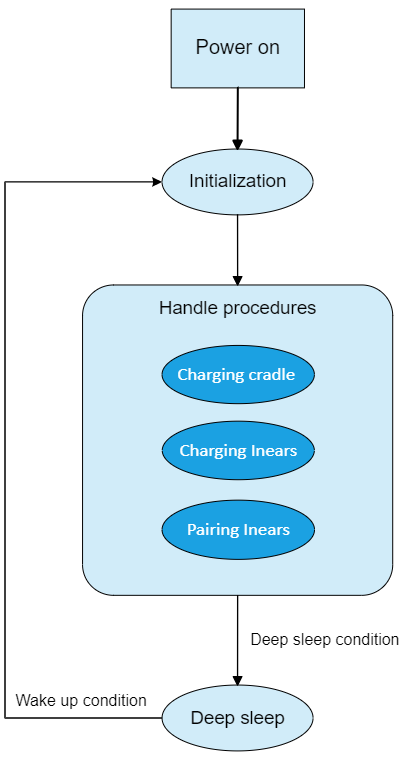 Power on
Initialization
Handle procedures
Charging cradle
Charging Inears
Pairing Inears
Deep sleep condition
Wake up condition
Deep sleep